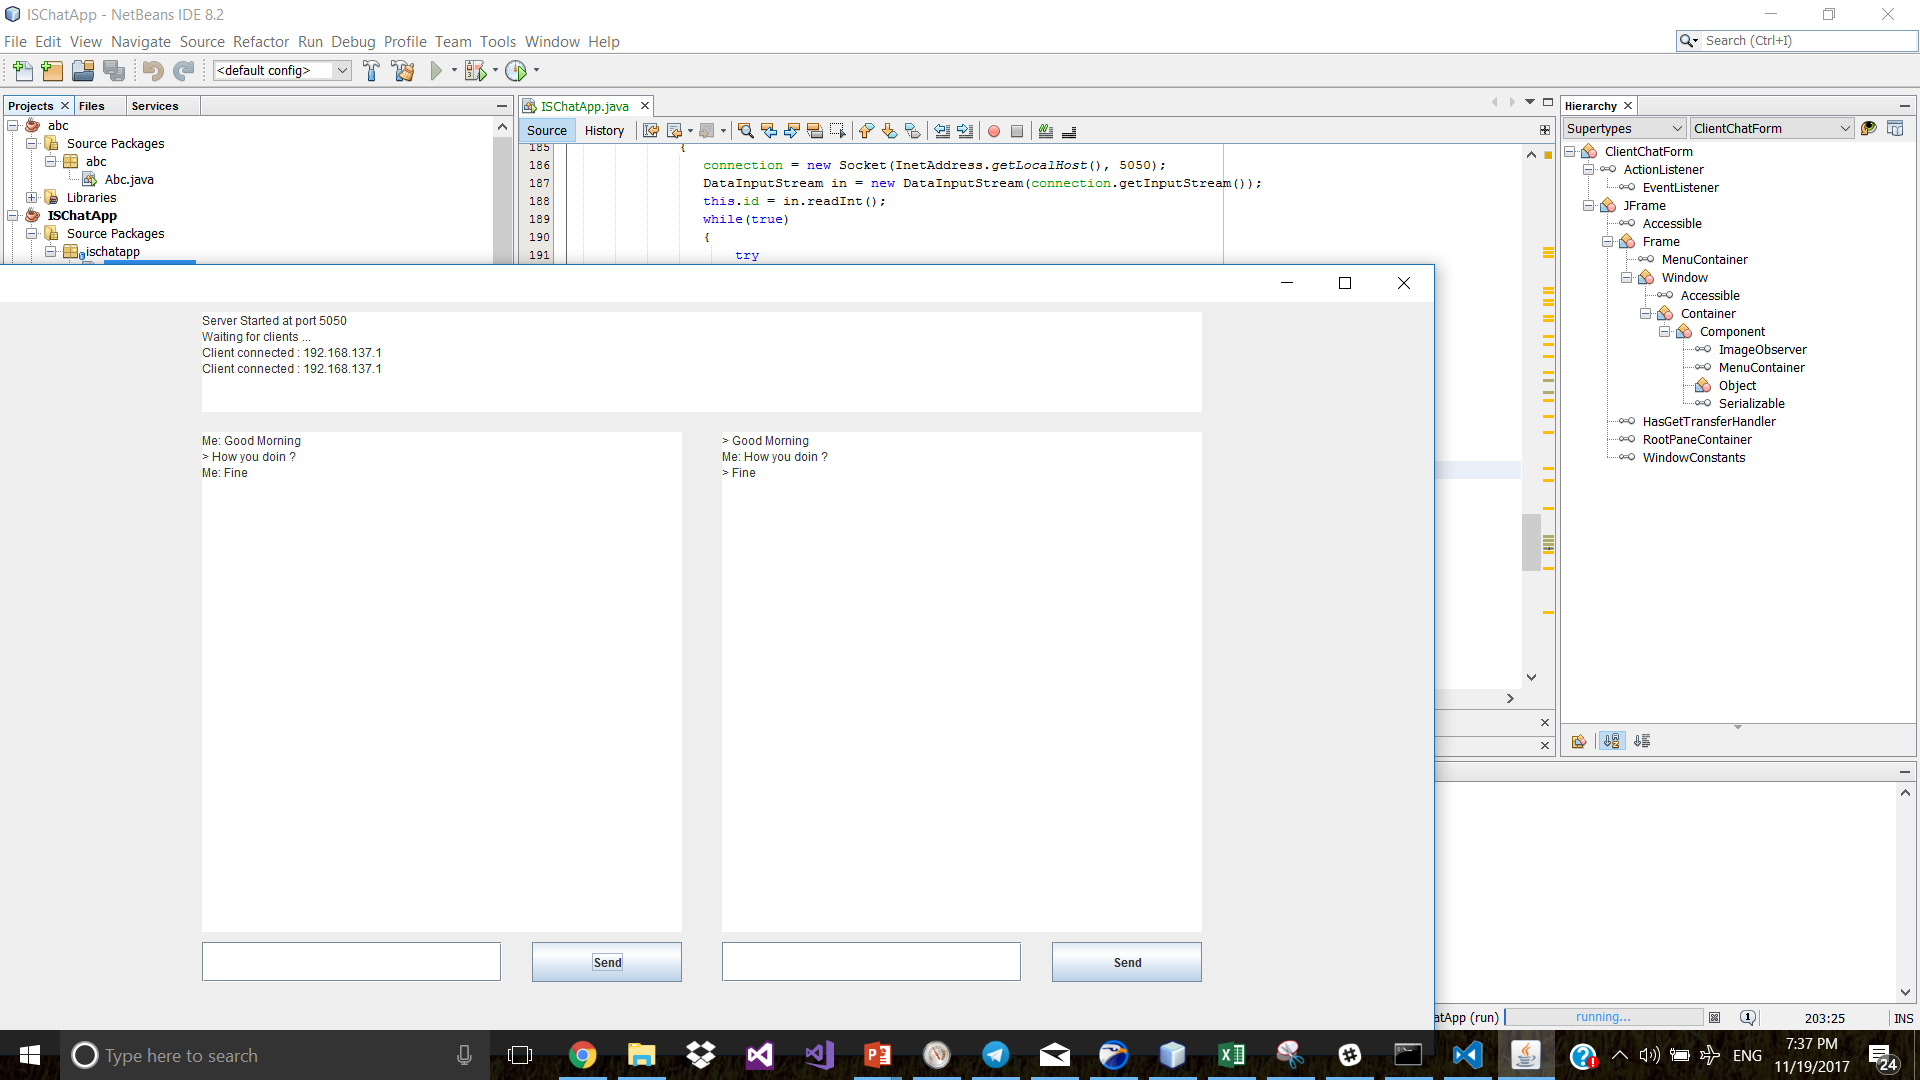 ISChatApp - NetBeans IDE 8.2
File Edit View Navigate Source Refactor Run Debug Profile Team Tools Window Help
Search (Ctrl+I)
<default config>
Projects Files Services
abc
Source Packages
abc
Abc.java
Libraries
ISChatApp
Source Packages
ischatapp
ISChatApp.java
Source History
185 {
186 connection = new Socket(InetAddress.getLocalHost(), 5050);
187 DataInputStream in = new DataInputStream(connection.getInputStream());
188 this.id = in.readInt();
189 while(true)
190 {
191 try
Server Started at port 5050
Waiting for clients ...
Client connected : 192.168.137.1
Client connected : 192.168.137.1
Me: Good Morning
> How you doin ?
Me: Fine
Send
> Good Morning
Me: How you doin ?
> Fine
Send
Hierarchy
Supertypes ClientChatForm
ClientChatForm
ActionListener
EventListener
JFrame
Accessible
Frame
MenuContainer
Window
Accessible
Container
Component
ImageObserver
MenuContainer
Object
Serializable
HasGetTransferHandler
RootPaneContainer
WindowConstants
atApp (run) running... 1 203:25 INS
Type here to search
ENG
7:37 PM
11/19/2017
24